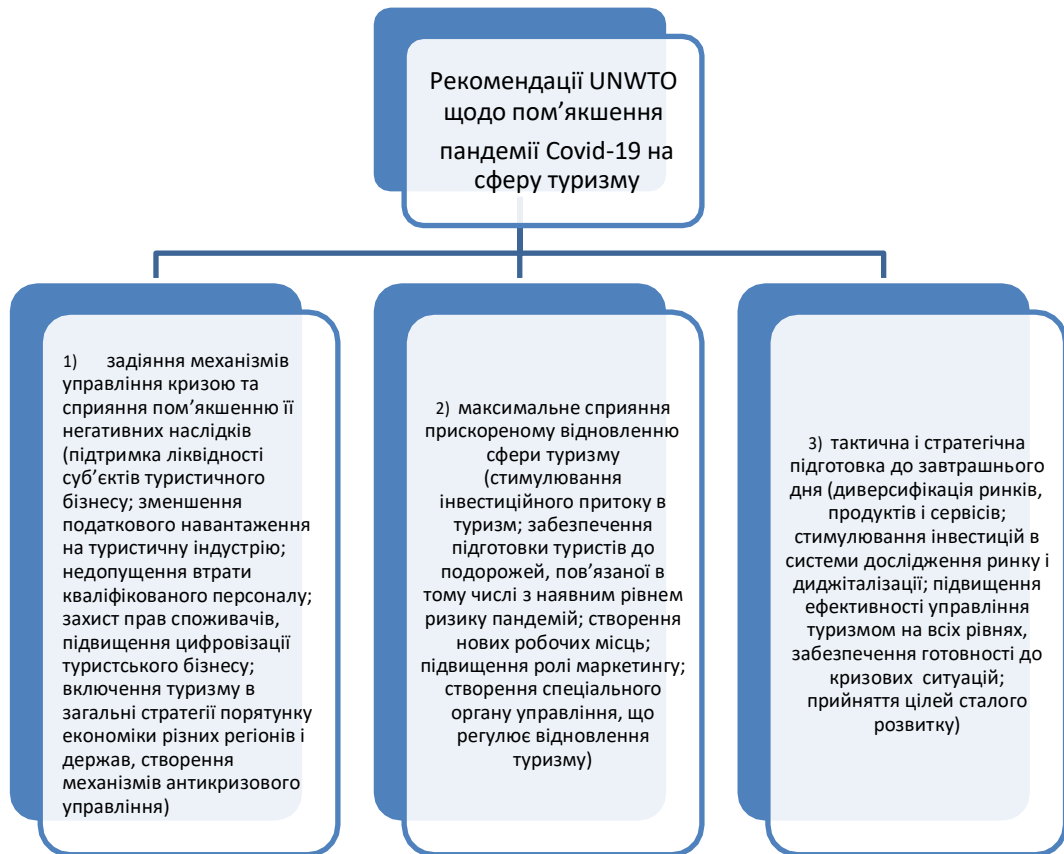 Рекомендації UNWTO
щодо пом’якшення
пандемії Covid-19 на
сферу туризму
1) задіяння механізмів
управління кризою та
сприяння пом’якшенню її
негативних наслідків
(підтримка ліквідності
суб’єктів туристичного
бізнесу; зменшення
податкового навантаження
на туристичну індустрію;
недопущення втрати
кваліфікованого персоналу;
захист прав споживачів,
підвищення цифровізації
туристського бізнесу;
включення туризму в
загальні стратегії порятунку
економіки різних регіонів і
держав, створення
механізмів антикризового
управління)
2) максимальне сприяння
прискореному відновленню
сфери туризму
(стимулювання
інвестиційного притоку в
туризм; забезпечення
підготовки туристів до
подорожей, пов’язаної в
тому числі з наявним рівнем
ризику пандемій; створення
нових робочих місць;
підвищення ролі маркетингу;
створення спеціального
органу управління, що
регулює відновлення
туризму)
3) тактична і стратегічна
підготовка до завтрашнього
дня (диверсифікація ринків,
продуктів і сервісів;
стимулювання інвестицій в
системи дослідження ринку і
диджіталізації; підвищення
ефективності управління
туризмом на всіх рівнях,
забезпечення готовності до
кризових ситуацій;
прийняття цілей сталого
розвитку)